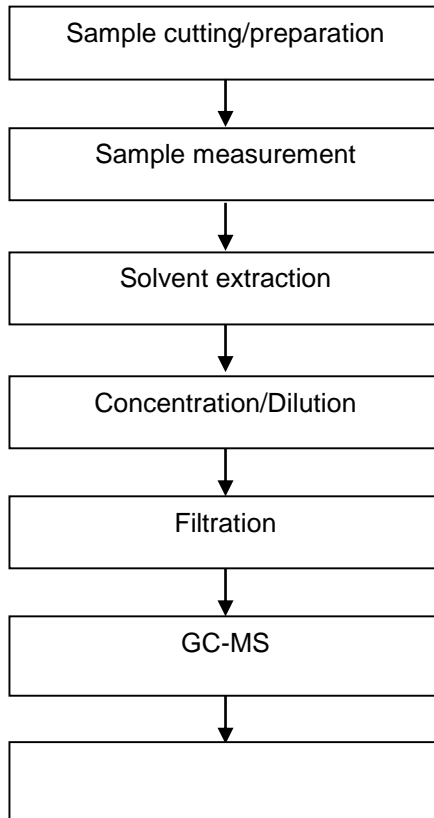 Sample cutting/preparation
Sample measurement
Solvent extraction
Concentration/Dilution
Filtration
GC-MS